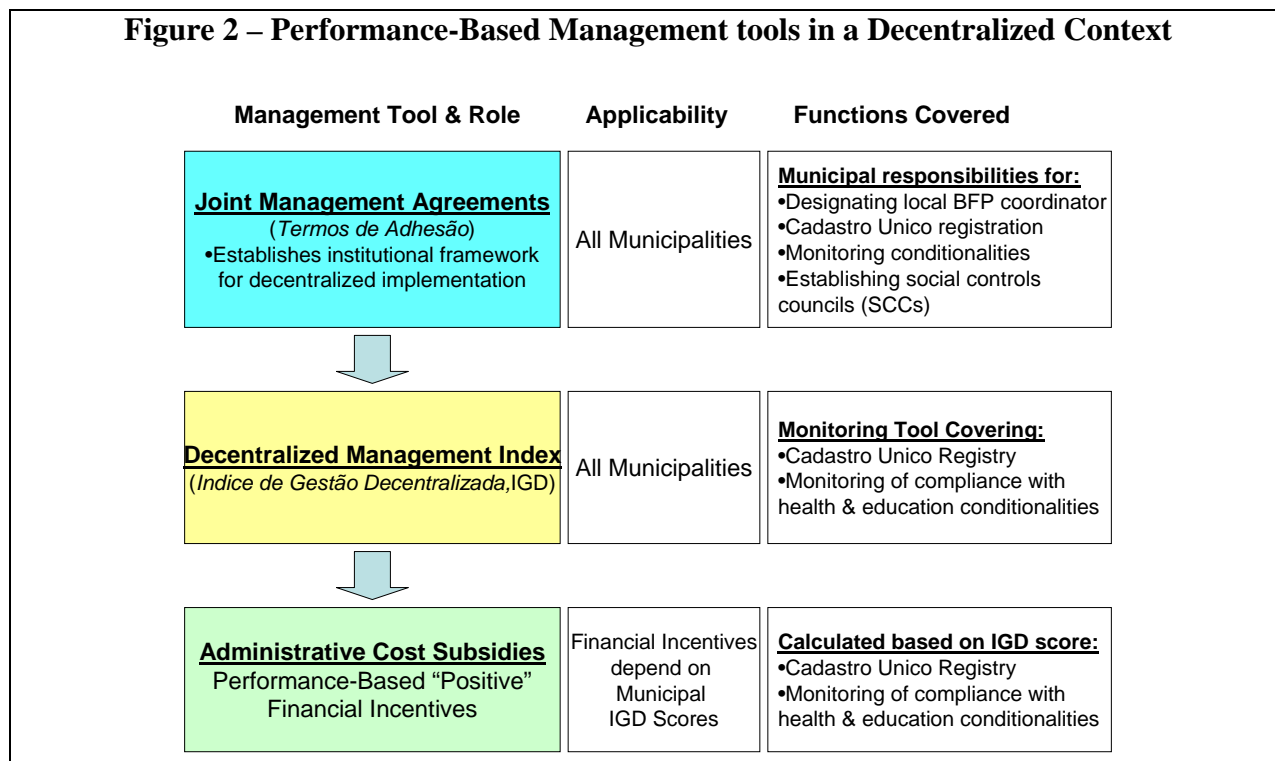 Figure 2 – Performance-Based Management tools in a Decentralized Context
Management Tool & Role
Applicability
Functions Covered
Joint Management Agreements
(Termos de Adhesão)
•Establishes institutional framework
for decentralized implementation
All Municipalities
Municipal responsibilities for:
•Designating local BFP coordinator
•Cadastro Unico registration
•Monitoring conditionalities
•Establishing social controls
councils (SCCs)
Decentralized Management Index
(Indice de Gestão Decentralizada,IGD)
All Municipalities
Monitoring Tool Covering:
•Cadastro Unico Registry
•Monitoring of compliance with
health & education conditionalities
Administrative Cost Subsidies
Performance-Based “Positive”
Financial Incentives
Financial Incentives
depend on
Municipal
IGD Scores
Calculated based on IGD score:
•Cadastro Unico Registry
•Monitoring of compliance with
health & education conditionalities